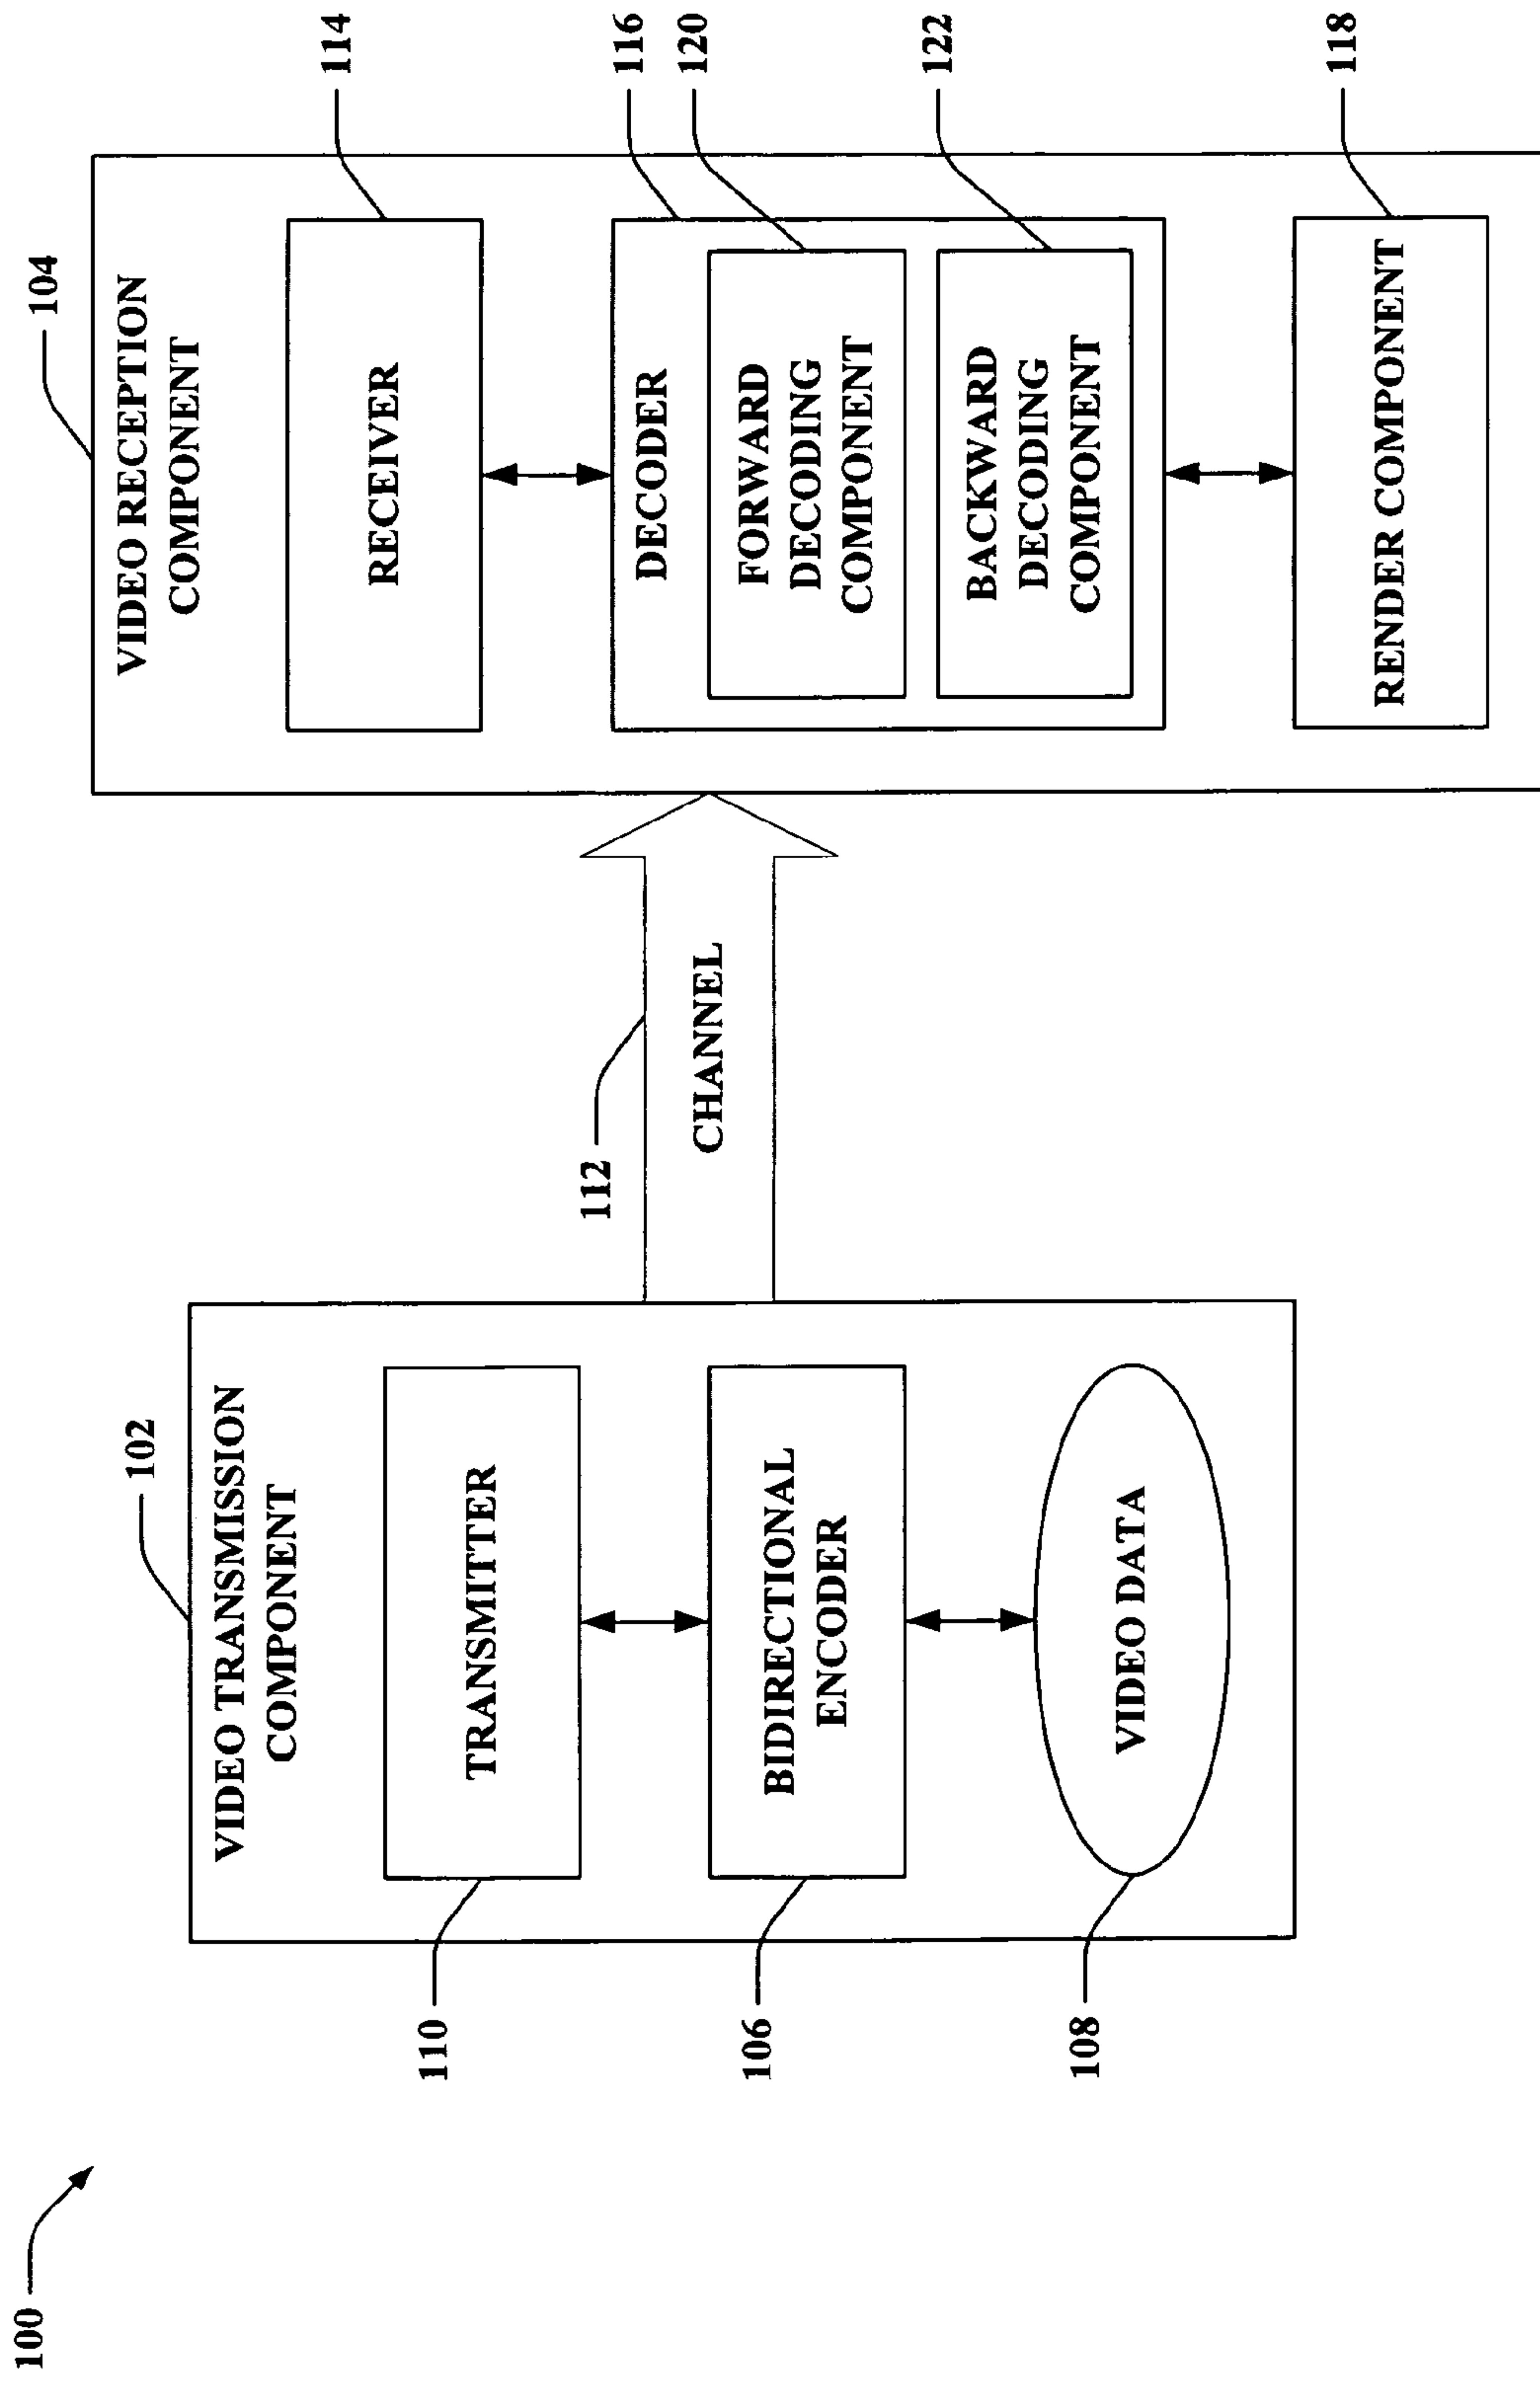 100
102
VIDEO TRANSMISSION
COMPONENT
110
TRANSMITTER
106
BIDIRECTIONAL
ENCODER
108
VIDEO DATA
112
CHANNEL
104
VIDEO RECEPTION
COMPONENT
114
RECEIVER
116
DECODER
120
FORWARD
DECODING
COMPONENT
122
BACKWARD
DECODING
COMPONENT
118
RENDER COMPONENT